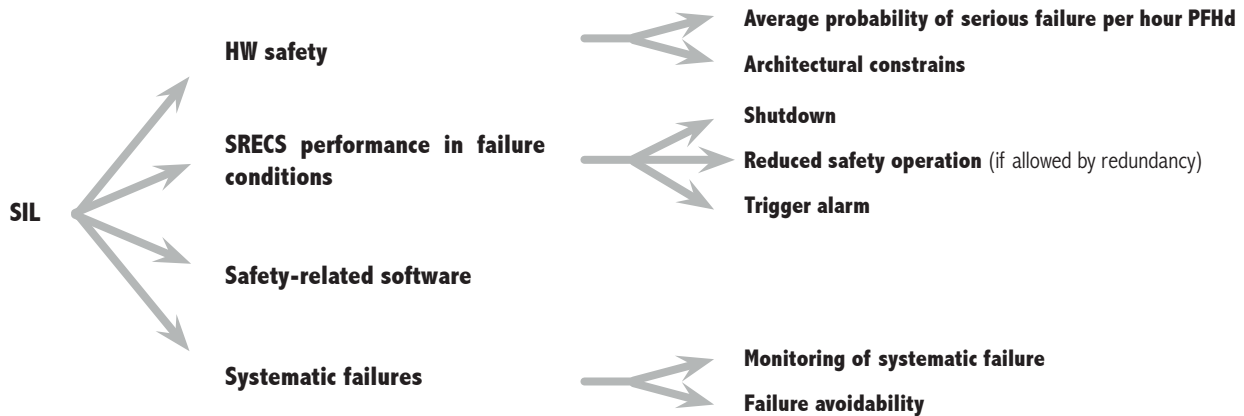 HW safety
Average probability of serious failure per hour PFHd
Architectural constrains
SIL
SRECS performance in failure
conditions
Shutdown
Reduced safety operation (if allowed by redundancy)
Trigger alarm
Safety-related software
Systematic failures
Monitoring of systematic failure
Failure avoidability